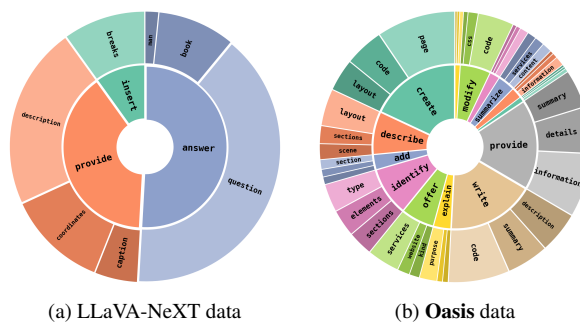 breaks
man
book
insert
description
provide
answer
question
coordinates
caption
(a) LLaVA-NeXT data
page
css
code
services
content
information
code
layout
create
modify
summarize
summary
layout
describe
provide
details
sections
scene
section
add
information
type
identify
offer
explain
write
elements
sections
services
website
kind
purpose
code
summary
description
(b) Oasis data